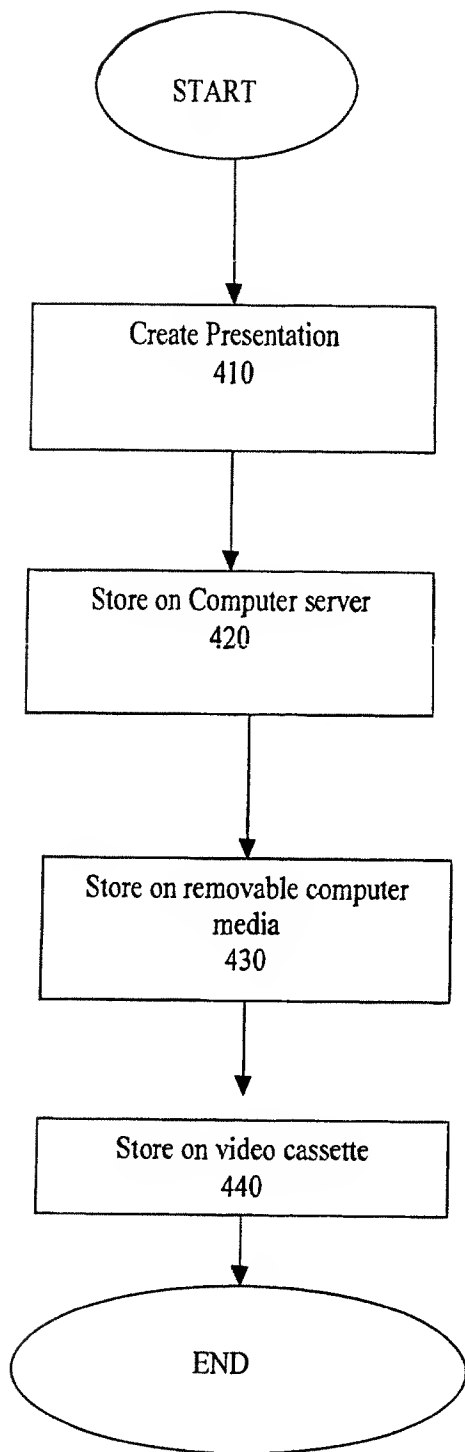 START
Create Presentation
410
Store on Computer server
420
Store on removable computer
media
430
Store on video cassette
440
END